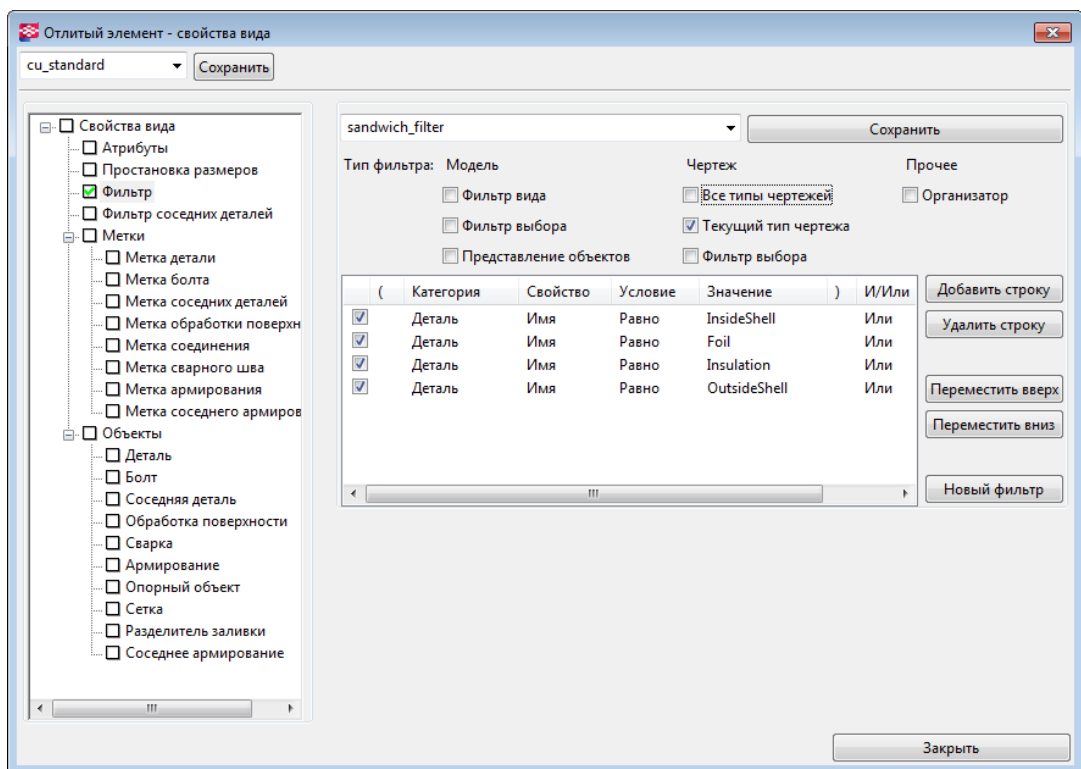 Отлитый элемент - свойства вида
cu_standard
Сохранить
Свойства вида
Атрибуты
Простановка размеров
Фильтр
Фильтр соседних деталей
Метки
Метка детали
Метка болта
Метка соседних деталей
Метка обработки поверхн
Метка соединения
Метка сварного шва
Метка армирования
Метка соседнего армиров
Объекты
Деталь
Болт
Соседняя деталь
Обработка поверхности
Сварка
Армирование
Опорный объект
Сетка
Разделитель заливки
Соседнее армирование
sandwich_filter
Сохранить
Тип фильтра: Модель Чертеж Прочее
Фильтр вида Все типы чертежей Организатор
Фильтр выбора Текущий тип чертежа
Представление объектов Фильтр выбора
( Категория Свойство Условие Значение ) И/Или
Деталь Имя Равно InsideShell Или
Деталь Имя Равно Foil Или
Деталь Имя Равно Insulation Или
Деталь Имя Равно OutsideShell Или
Добавить строку
Удалить строку
Переместить вверх
Переместить вниз
Новый фильтр
Закрыть